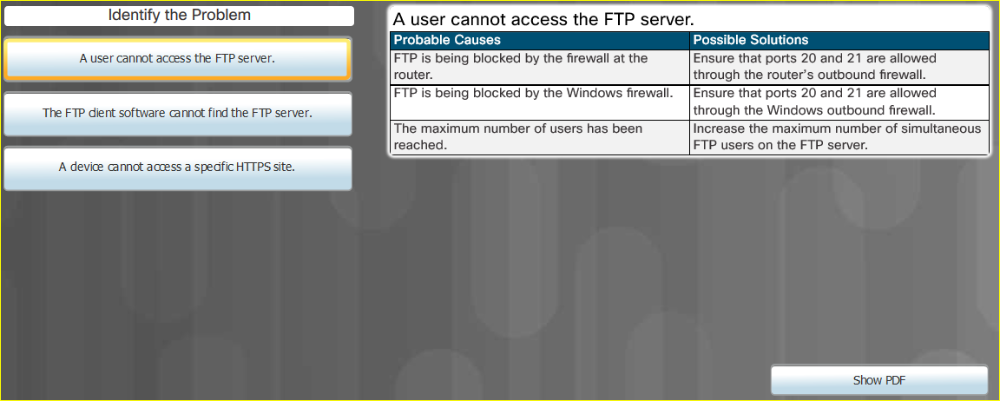 Identify the Problem
A user cannot access the FTP server.
The FTP client software cannot find the FTP server.
A device cannot access a specific HTTPS site.
A user cannot access the FTP server.
Probable Causes
Possible Solutions
FTP is being blocked by the firewall at the
router.
Ensure that ports 20 and 21 are allowed
through the router's outbound firewall.
FTP is being blocked by the Windows firewall.
Ensure that ports 20 and 21 are allowed
through the Windows outbound firewall.
The maximum number of users has been
reached.
Increase the maximum number of simultaneous
FTP users on the FTP server.
Show PDF